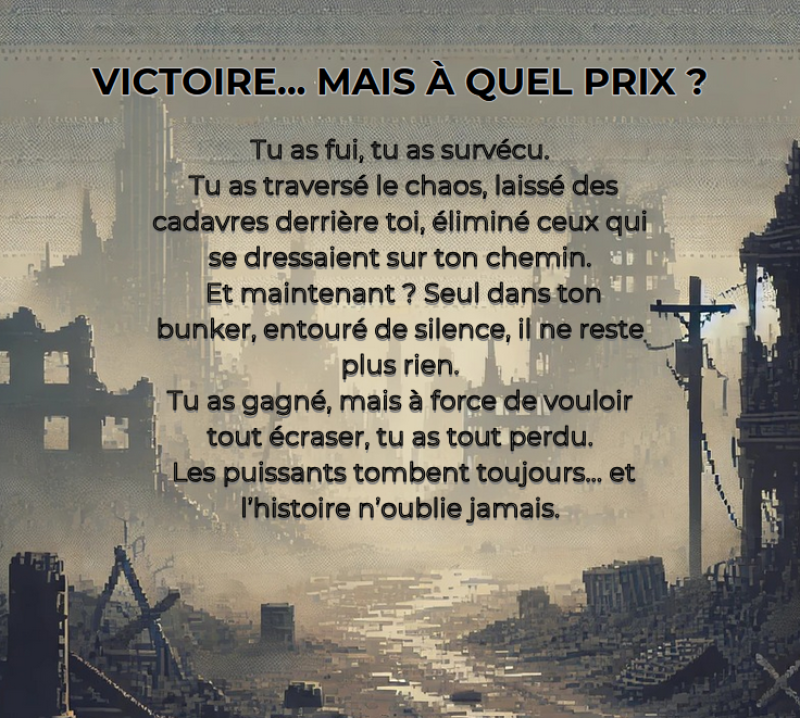 VICTOIRE... MAIS À QUEL PRIX ?
Tu as fui, tu as survécu.
Tu as traversé le chaos, laissé des
cadavres derrière toi, éliminé ceux qui
se dressaient sur ton chemin.
Et maintenant ? Seul dans ton
bunker, entouré de silence, il ne reste
plus rien.
Tu as gagné, mais à force de vouloir
tout écraser, tu as tout perdu.
Les puissants tombent toujours... et
l'histoire n'oublie jamais.